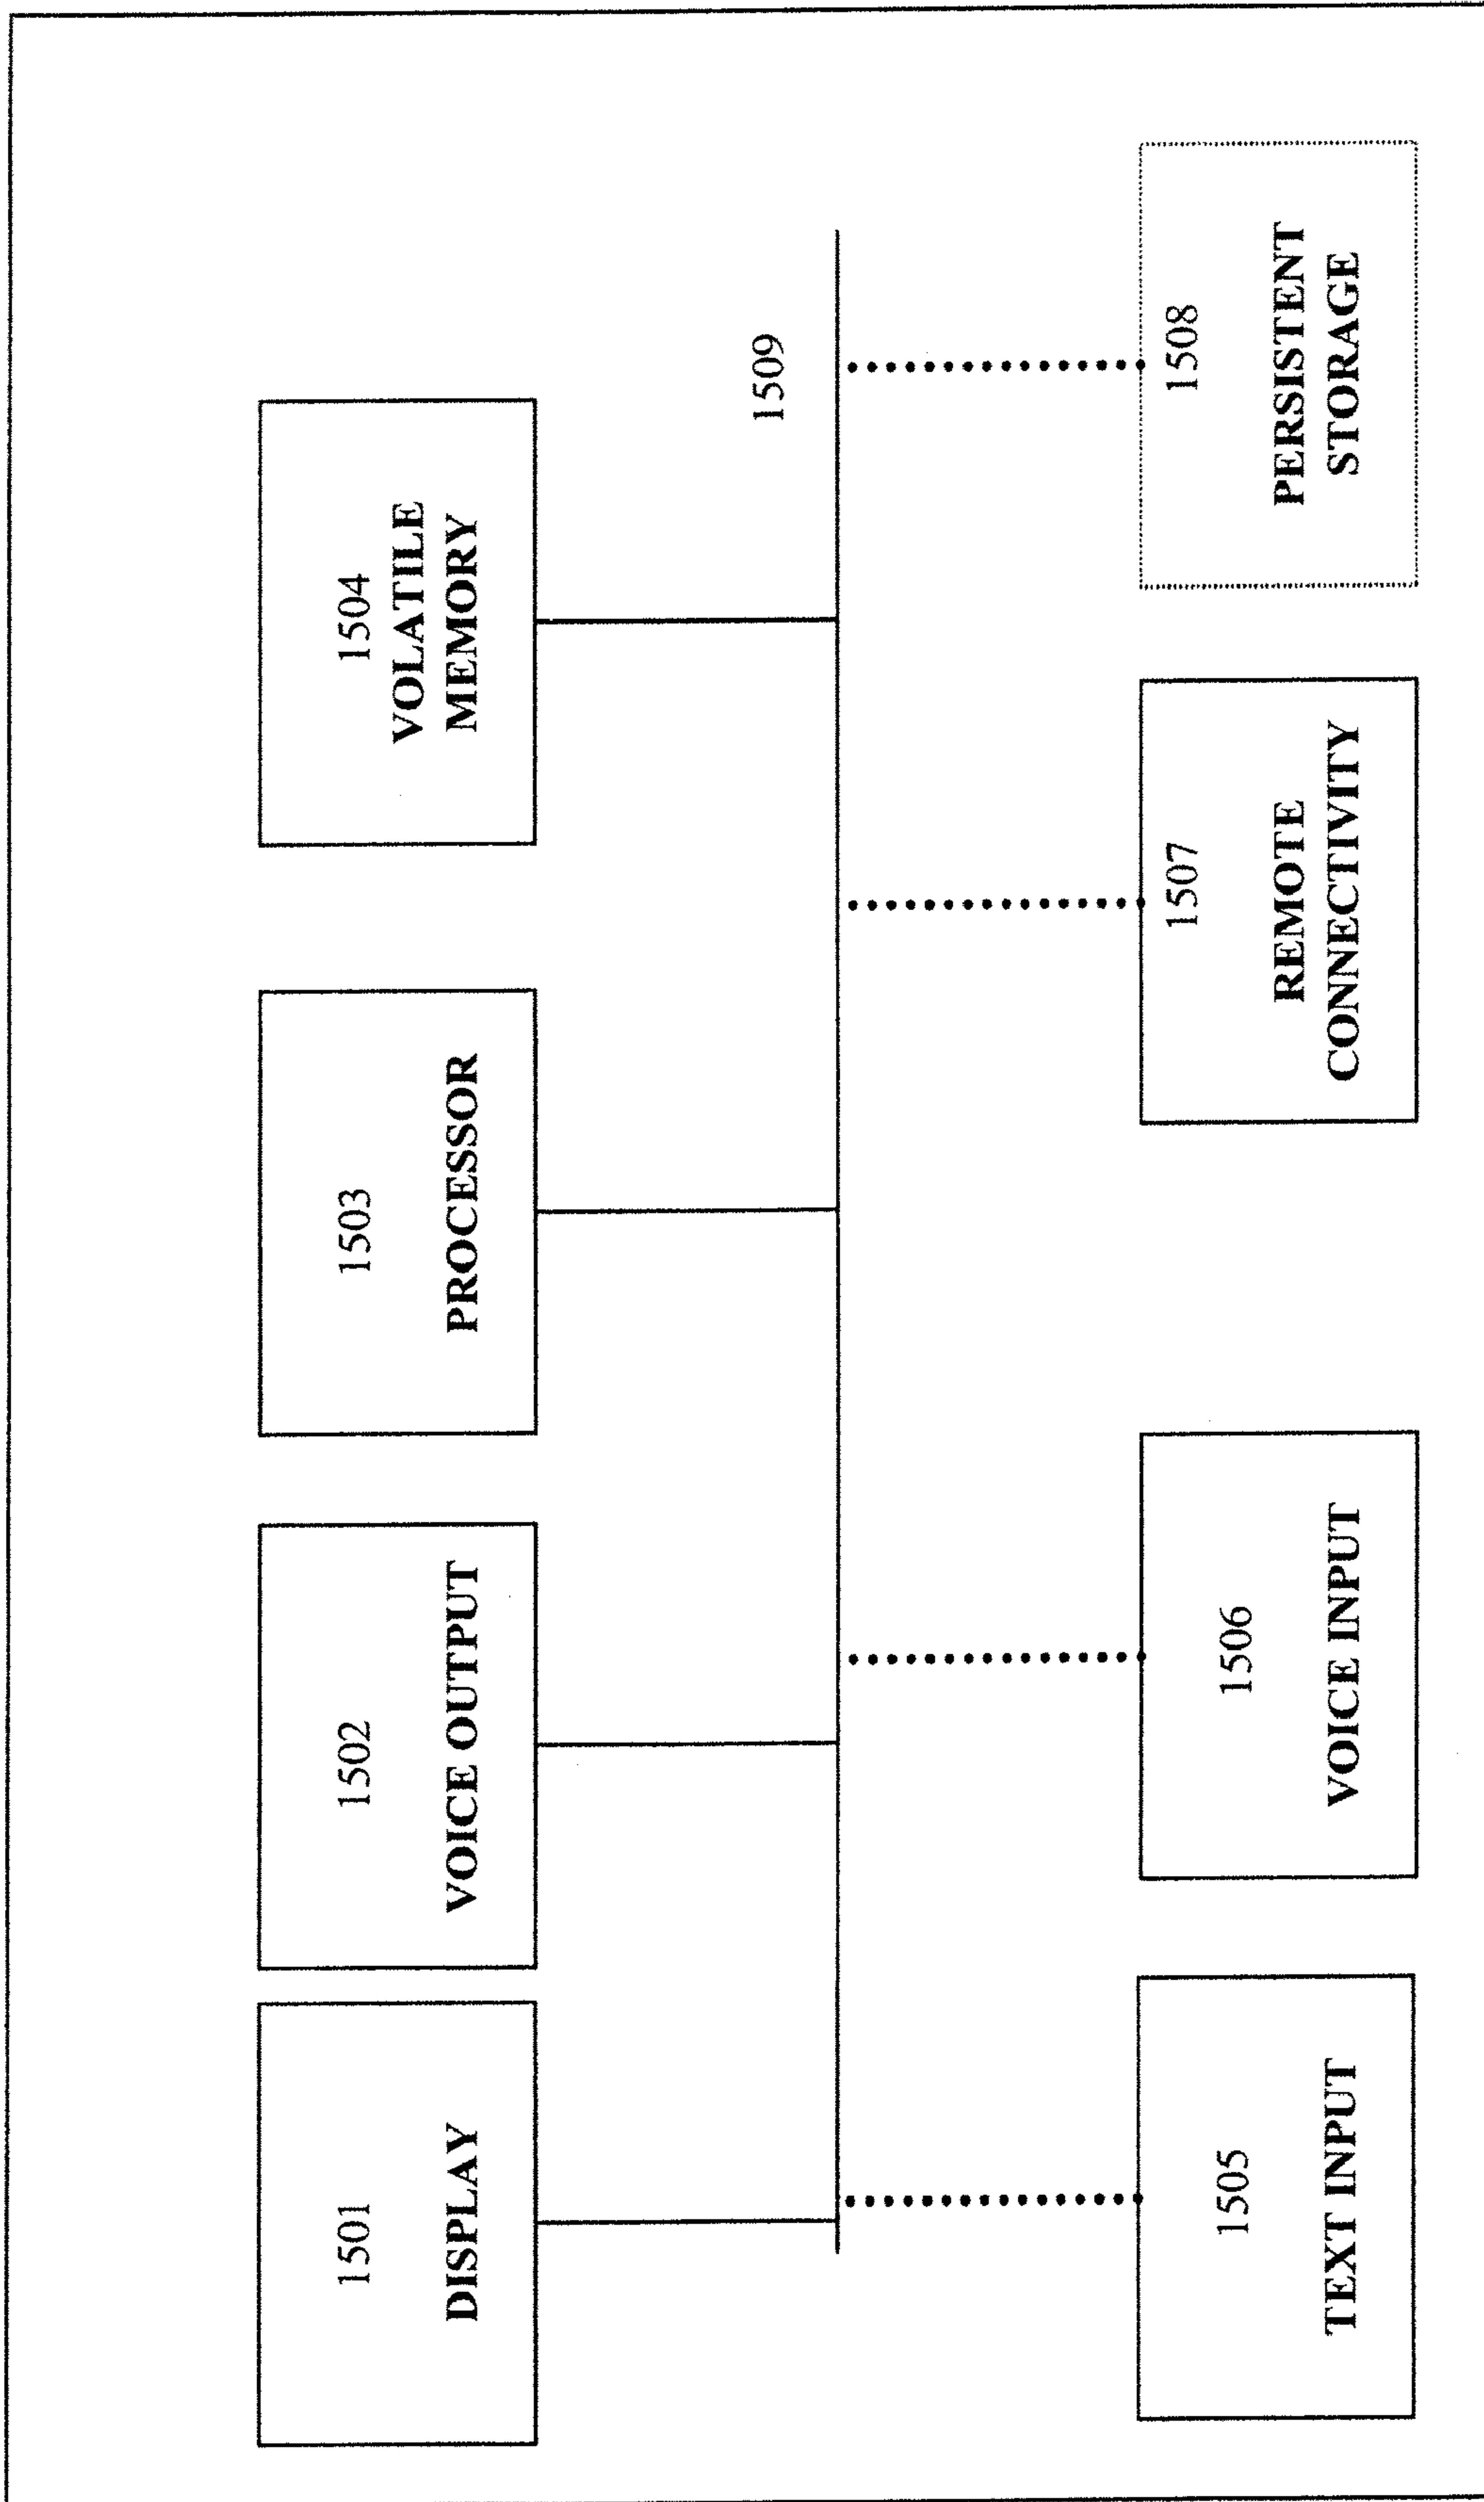 1501
DISPLAY
1502
VOICE OUTPUT
1503
PROCESSOR
1504
VOLATILE
MEMORY
1509
1505
TEXT INPUT
1506
VOICE INPUT
1507
REMOTE
CONNECTIVITY
1508
PERSISTENT
STORAGE